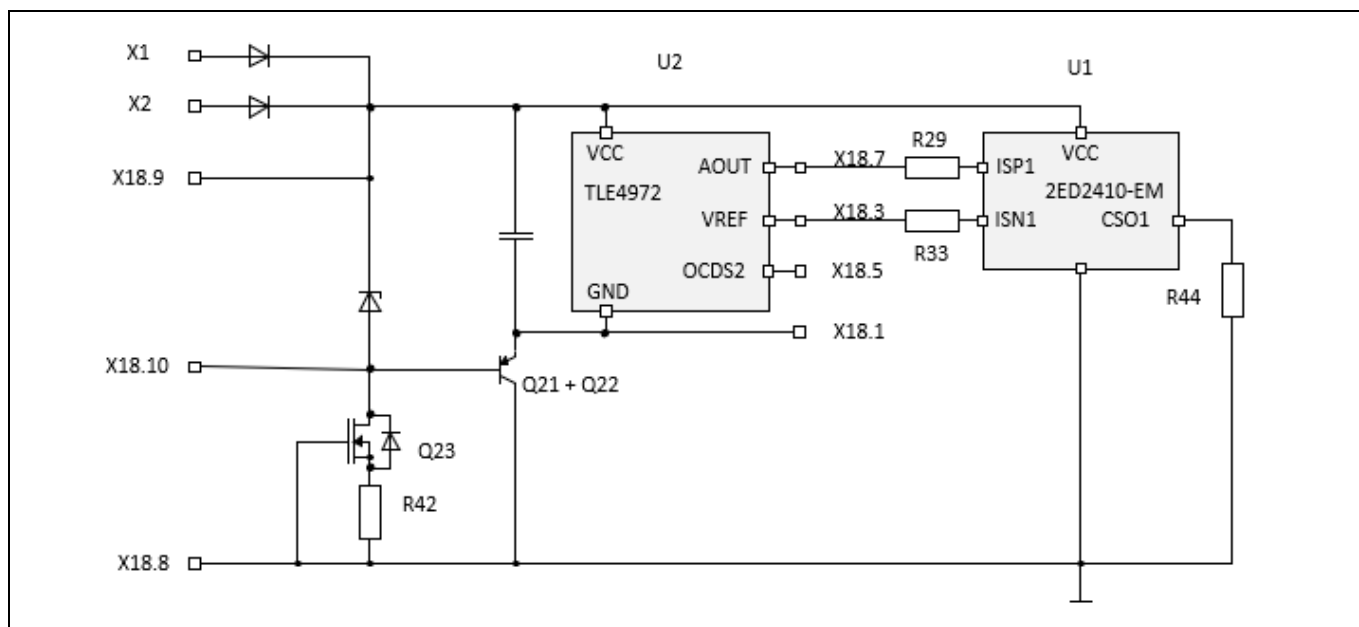 X1
U2
U1
X2
VCC
AOUT
X18.7
R29
ISP1
VCC
X18.9
TLE4972
2ED2410-EM
VREF
X18.3
ISN1
CSO1
R33
OCDS2
X18.5
GND
R44
X18.1
X18.10
Q21 + Q22
Q23
R42
X18.8